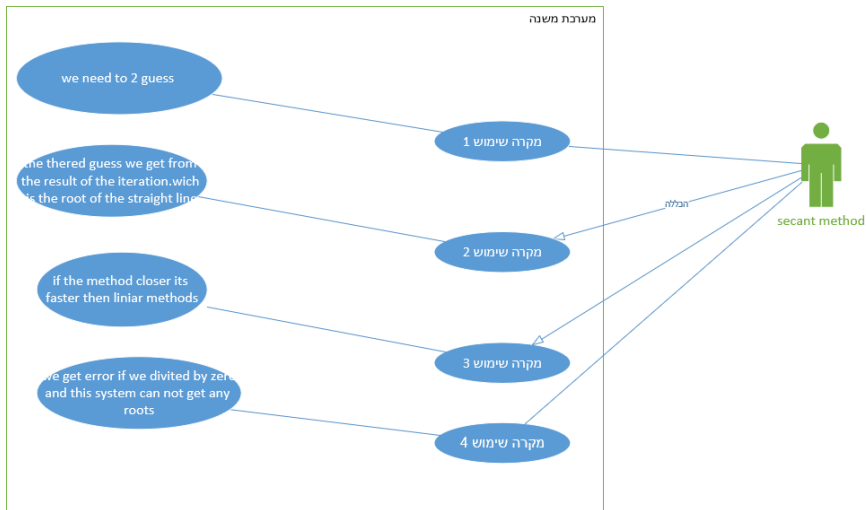 מערכת משנה
we need to 2 guess
מקרה שימוש 1
the thered guess we get from
the result of the iteration.wich
is the root of the straight line
הכללה
secant method
מקרה שימוש 2
if the method closer its
faster then liniar methods
מקרה שימוש 3
we get error if we divited by zero
and this system can not get any
roots
מקרה שימוש 4